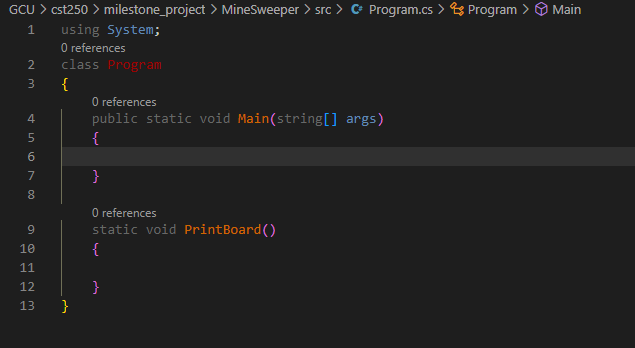 GCU > cst250 > milestone_project > MineSweeper > src > C# Program.cs > Program > Main
1 using System;
0 references
2 class Program
3 {
0 references
4 public static void Main(string[] args)
5 {
6
7 }
8
0 references
9 static void PrintBoard()
10 {
11
12 }
13 }